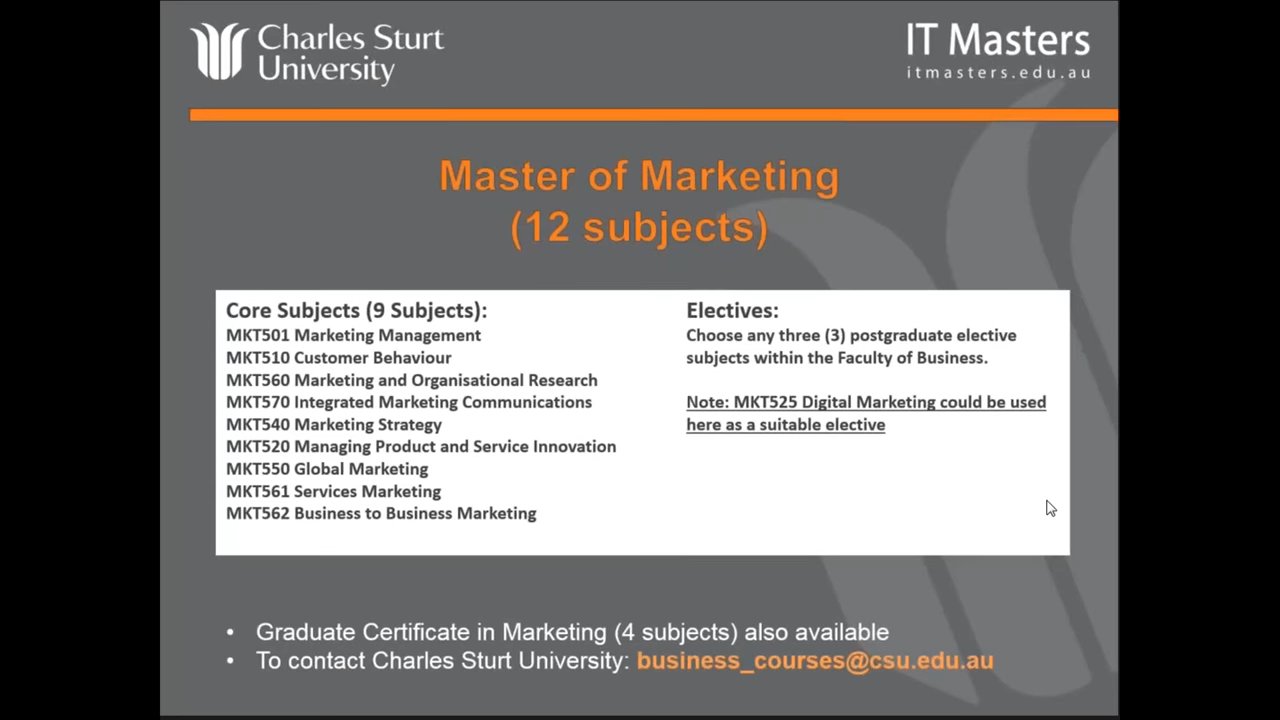 Charles Sturt
University
IT Masters
itmasters.edu.au
Master of Marketing
(12 subjects)
Core Subjects (9 Subjects):
MKT501 Marketing Management
MKT510 Customer Behaviour
MKT560 Marketing and Organisational Research
MKT570 Integrated Marketing Communications
MKT540 Marketing Strategy
MKT520 Managing Product and Service Innovation
MKT550 Global Marketing
MKT561 Services Marketing
MKT562 Business to Business Marketing
Electives:
Choose any three (3) postgraduate elective
subjects within the Faculty of Business.
Note: MKT525 Digital Marketing could be used
here as a suitable elective
• Graduate Certificate in Marketing (4 subjects) also available
• To contact Charles Sturt University: business_courses@csu.edu.au